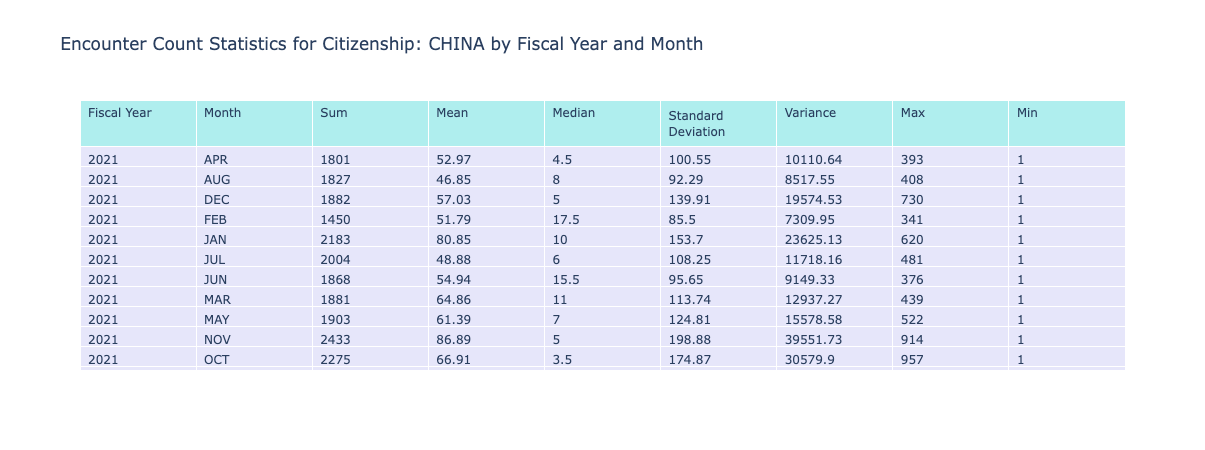 Encounter Count Statistics for Citizenship: CHINA by Fiscal Year and Month
Fiscal Year Month Sum Mean Median Standard Deviation Variance Max Min
2021 APR 1801 52.97 4.5 100.55 10110.64 393 1
2021 AUG 1827 46.85 8 92.29 8517.55 408 1
2021 DEC 1882 57.03 5 139.91 19574.53 730 1
2021 FEB 1450 51.79 17.5 85.5 7309.95 341 1
2021 JAN 2183 80.85 10 153.7 23625.13 620 1
2021 JUL 2004 48.88 6 108.25 11718.16 481 1
2021 JUN 1868 54.94 15.5 95.65 9149.33 376 1
2021 MAR 1881 64.86 11 113.74 12937.27 439 1
2021 MAY 1903 61.39 7 124.81 15578.58 522 1
2021 NOV 2433 86.89 5 198.88 39551.73 914 1
2021 OCT 2275 66.91 3.5 174.87 30579.9 957 1